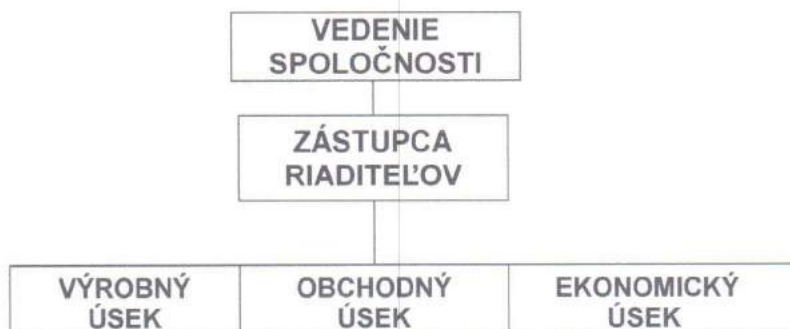 VEDENIE
SPOLOČNOSTI
ZÁSTUPCA
RIADITEĽOV
VÝROBNÝ
ÚSEK
OBCHODNÝ
ÚSEK
EKONOMICKÝ
ÚSEK